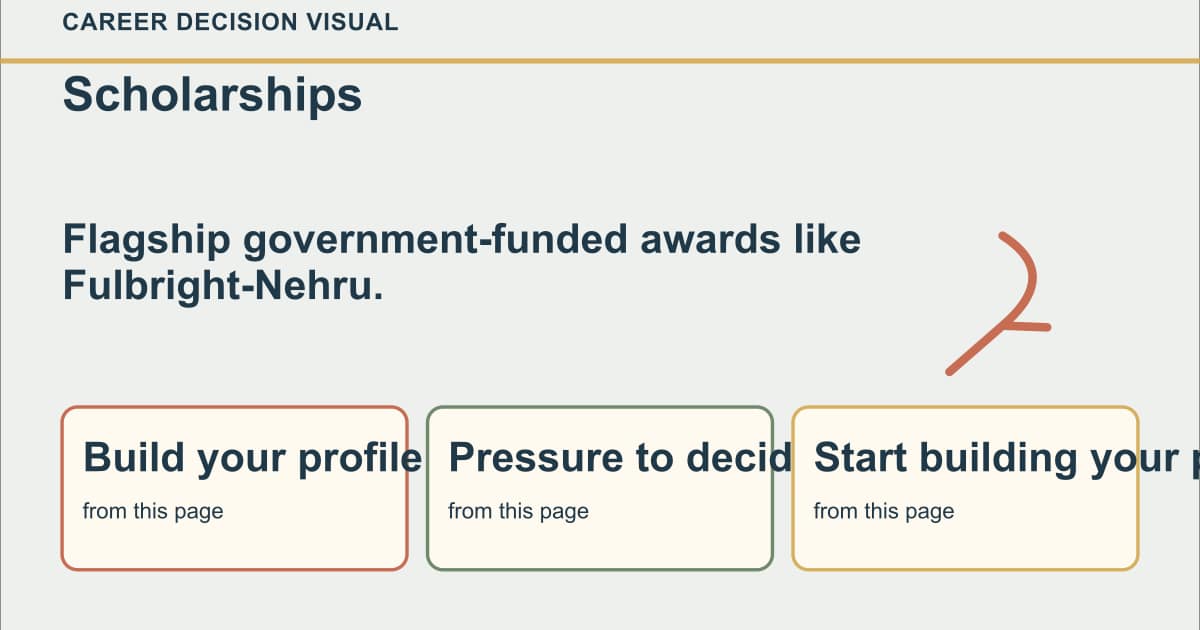 CAREER DECISION VISUAL
Scholarships
Flagship government-funded awards like
Fulbright-Nehru.
Build your profile
from this page
Pressure to decid
from this page
Start building your
from this page